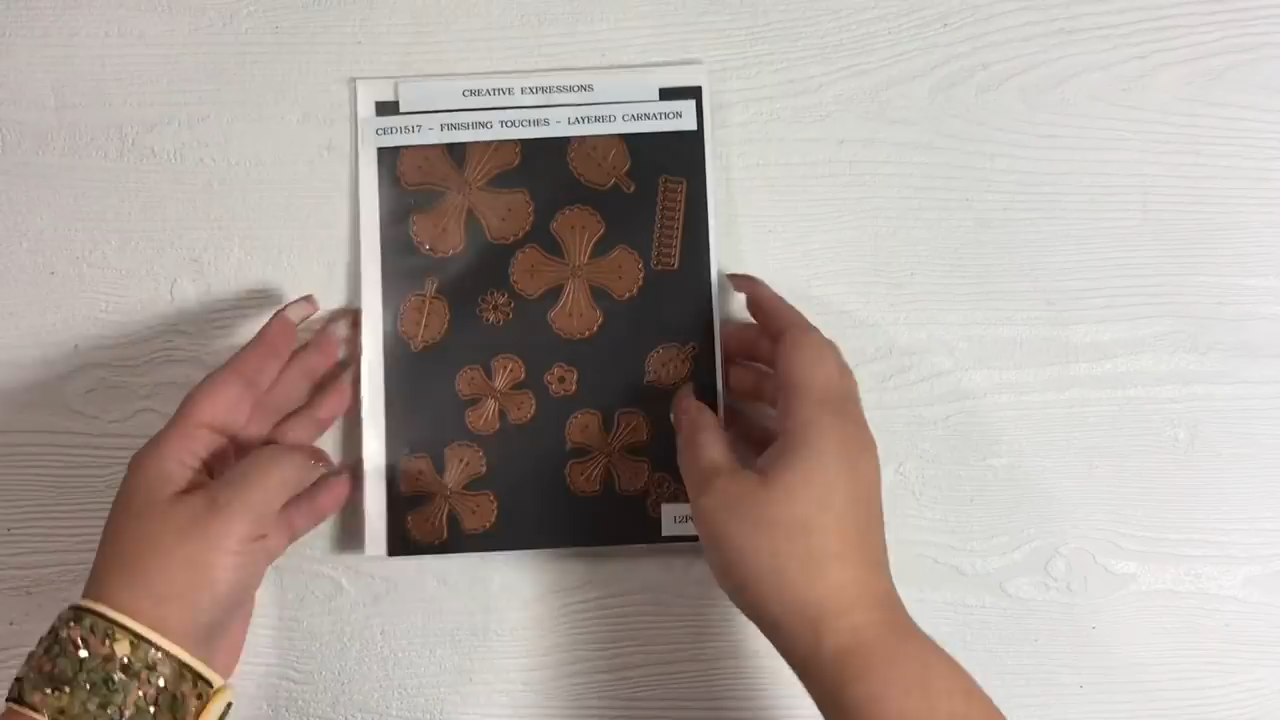 CREATIVE EXPRESSIONS
CED1517 - FINISHING TOUCHES - LAYERED CARNATION